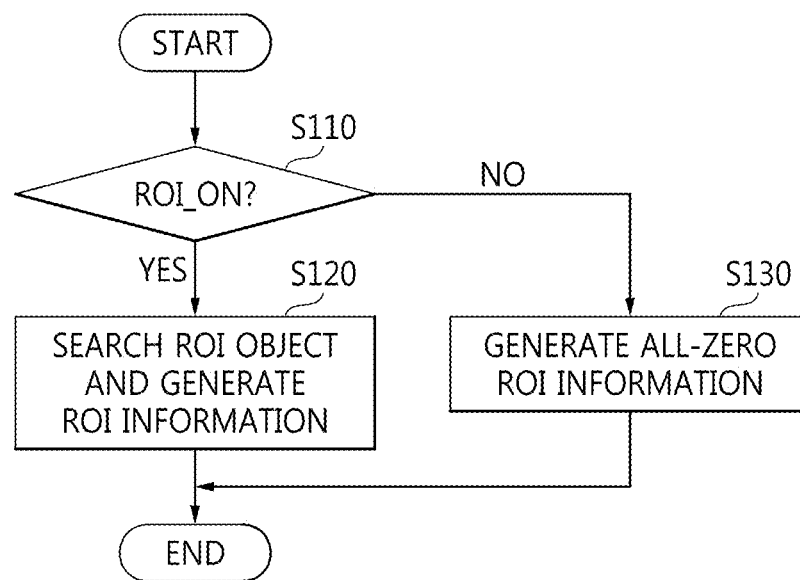 START
S110
ROI_ON?
NO
YES
S120
S130
SEARCH ROI OBJECT
AND GENERATE
ROI INFORMATION
GENERATE ALL-ZERO
ROI INFORMATION
END